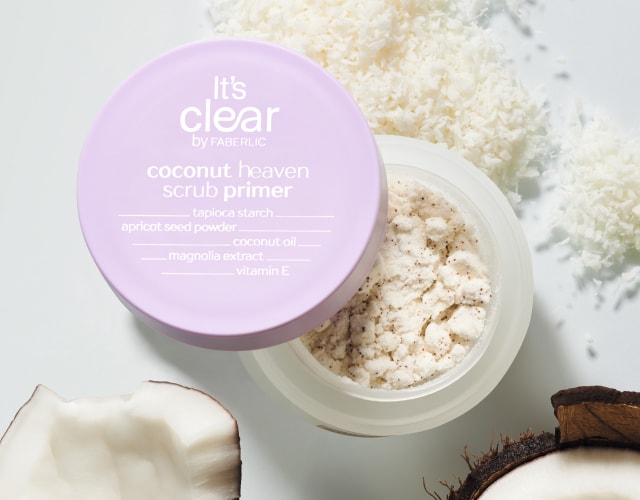 It's
clear
by FABERLIC
coconut heaven
scrub primer
tapioca starch
apricot seed powder
coconut oil
magnolia extract
vitamin E